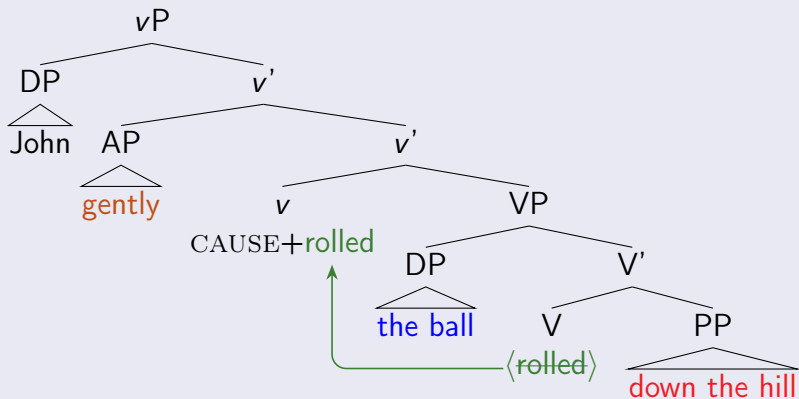 vP
DP v'
John AP v'
gently v VP
CAUSE+rolled DP V'
the ball V PP
⟨rolled⟩ down the hill